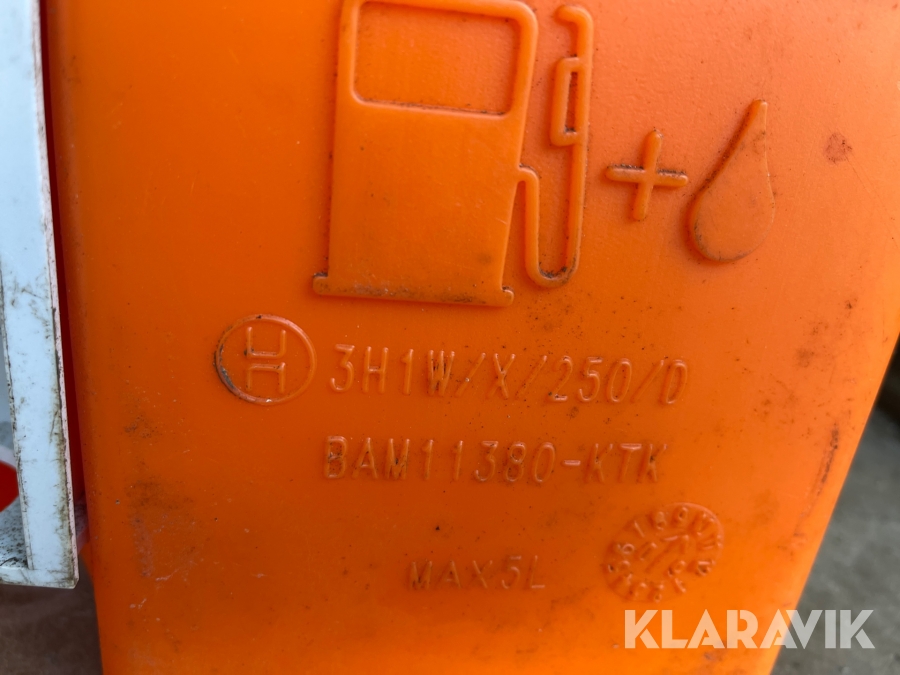 3H1W/X/250/D
BAM11380-KTK
MAX5L
KLARAVIK